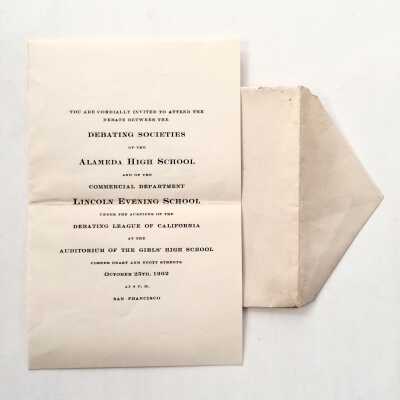 YOU ARE CORDIALLY INVITED TO ATTEND THE
DEBATE BETWEEN THE
DEBATING SOCIETIES
OF THE
ALAMEDA HIGH SCHOOL
AND OF THE
COMMERCIAL DEPARTMENT
LINCOLN EVENING SCHOOL
UNDER THE AUSPICES OF THE
DEBATING LEAGUE OF CALIFORNIA
AT THE
AUDITORIUM OF THE GIRLS' HIGH SCHOOL
CORNER GEARY AND SCOTT STREETS
OCTOBER 25TH, 1902
AT 8 P. M.
SAN FRANCISCO